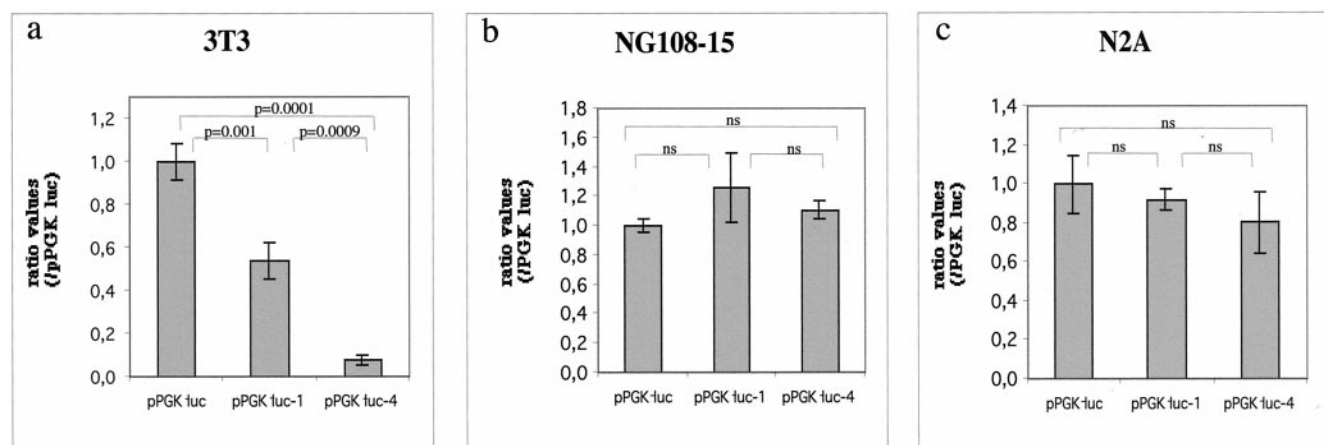 a
3T3
ratio values
(/pPGK luc)
1,2
1,0
0,8
0,6
0,4
0,2
0,0
p=0.0001
p=0.001
p=0.0009
pPGK-luc
pPGK luc-1
pPGK luc-4
b
NG108-15
ratio values
(/PGK luc)
1,8
1,6
1,4
1,2
1,0
0,8
0,6
0,4
0,2
0,0
ns
ns
ns
pPGK-luc
pPGK luc-1
pPGK luc-4
c
N2A
ratio values
(/PGK luc)
1,4
1,2
1,0
0,8
0,6
0,4
0,2
0,0
ns
ns
ns
pPGK-luc
pPGK luc-1
pPGK luc-4